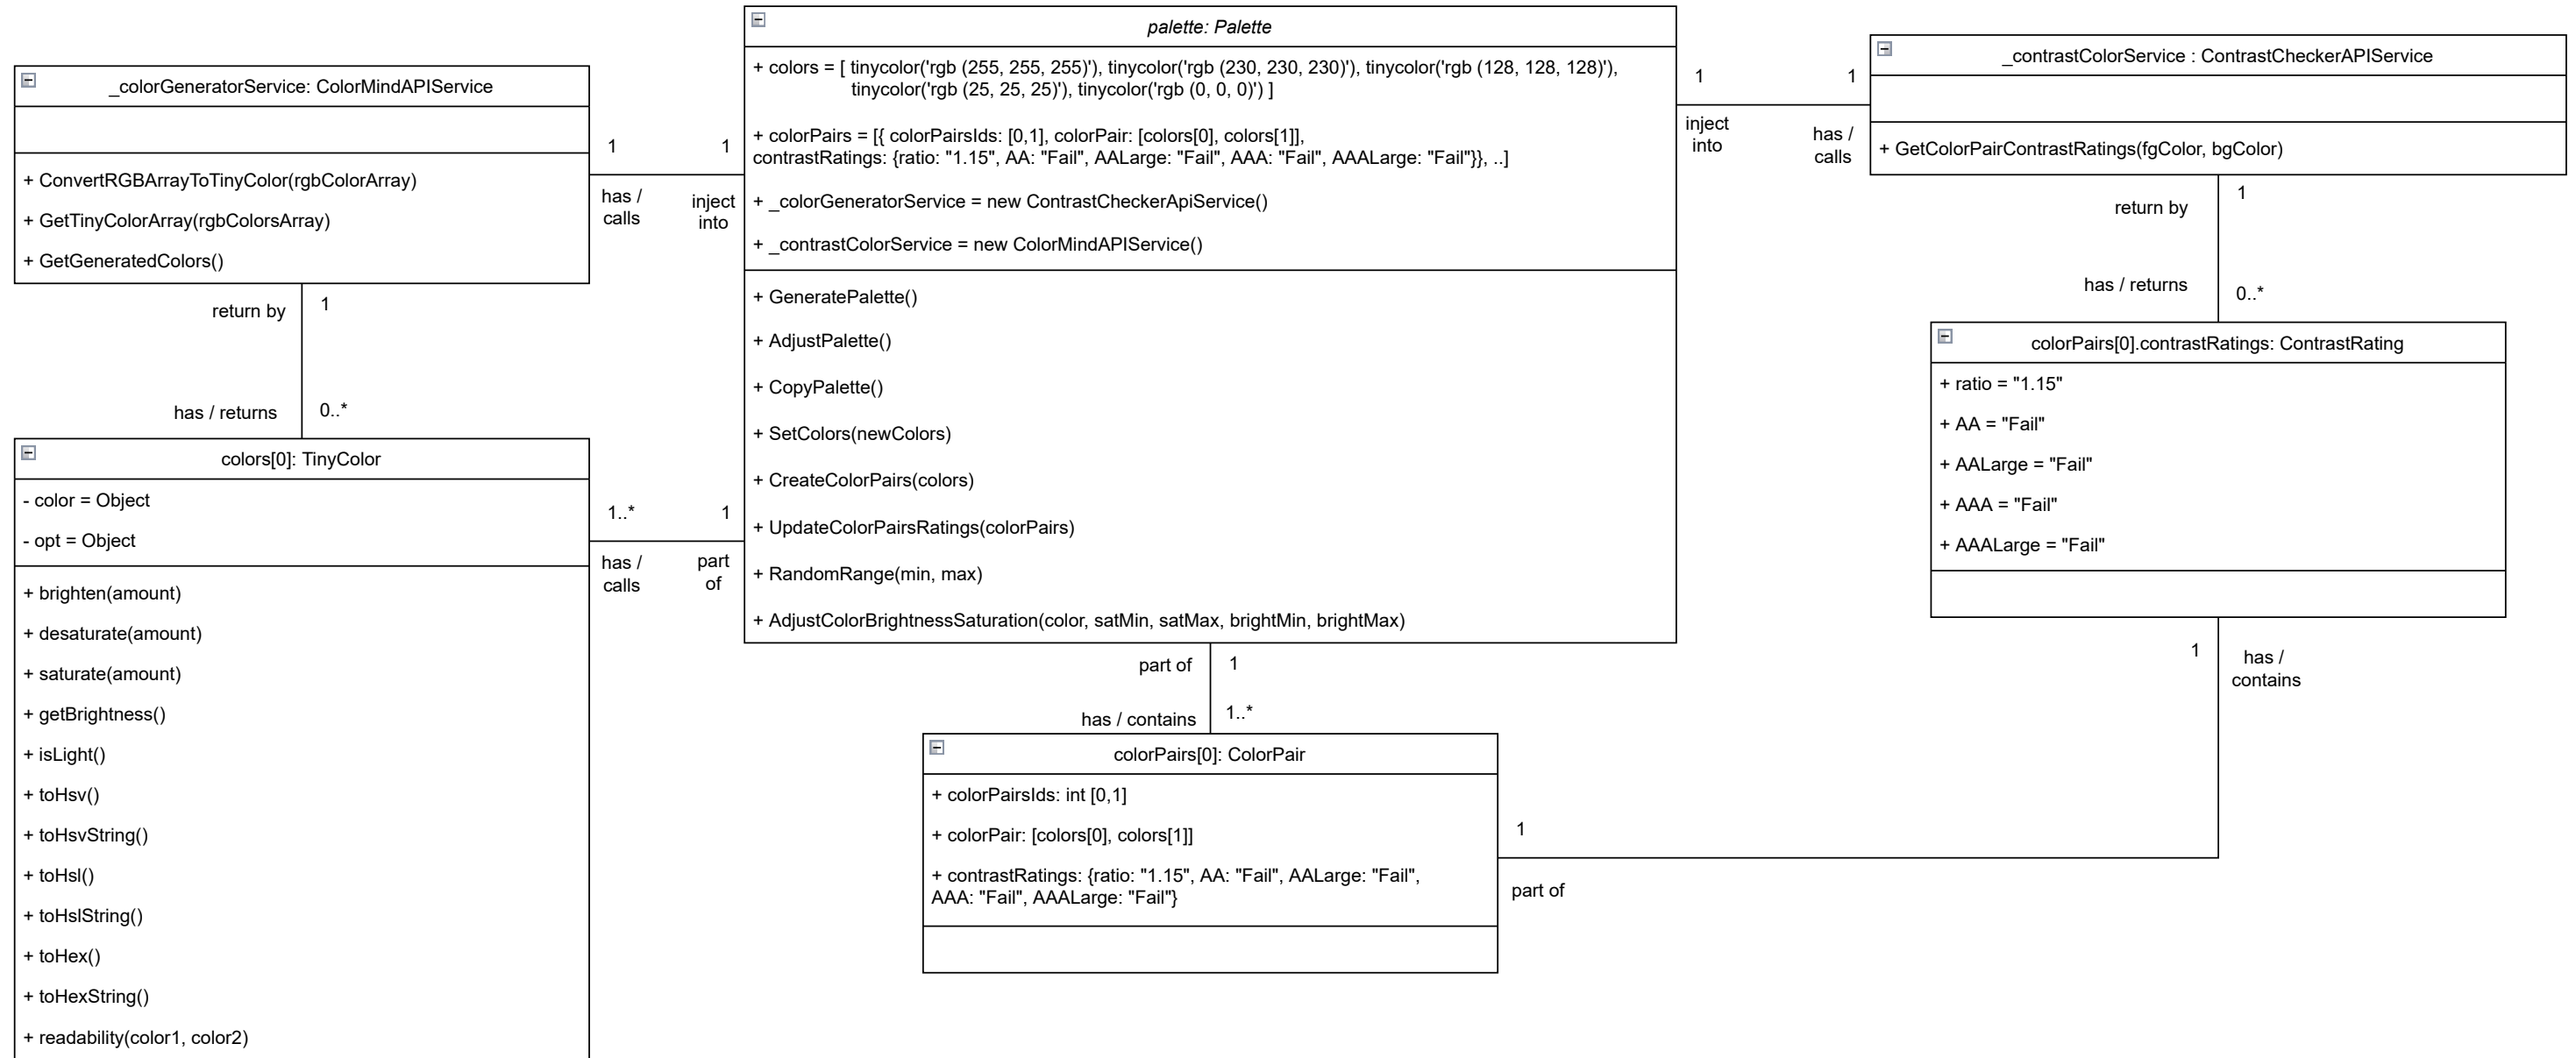 palette: Palette
+ colors = [ tinycolor('rgb (255, 255, 255)'), tinycolor('rgb (230, 230, 230)'), tinycolor('rgb (128, 128, 128)'),
tinycolor('rgb (25, 25, 25)'), tinycolor('rgb (0, 0, 0)') ]
+ colorPairs = [{ colorPairsIds: [0,1], colorPair: [colors[0], colors[1]],
contrastRatings: {ratio: "1.15", AA: "Fail", AALarge: "Fail", AAA: "Fail", AAALarge: "Fail"}}, ..]
+ _colorGeneratorService = new ContrastCheckerApiService()
+ _contrastColorService = new ColorMindAPIService()
+ GeneratePalette()
+ AdjustPalette()
+ CopyPalette()
+ SetColors(newColors)
+ CreateColorPairs(colors)
+ UpdateColorPairsRatings(colorPairs)
+ RandomRange(min, max)
+ AdjustColorBrightnessSaturation(color, satMin, satMax, brightMin, brightMax)
_colorGeneratorService: ColorMindAPIService
+ ConvertRGBArrayToTinyColor(rgbColorArray)
+ GetTinyColorArray(rgbColorsArray)
+ GetGeneratedColors()
1
1
has /
calls
inject
into
return by
1
has / returns
0..*
colors[0]: TinyColor
- color = Object
- opt = Object
+ brighten(amount)
+ desaturate(amount)
+ saturate(amount)
+ getBrightness()
+ isLight()
+ toHsv()
+ toHsvString()
+ toHsl()
+ toHslString()
+ toHex()
+ toHexString()
+ readability(color1, color2)
1..*
1
has /
calls
part
of
1
1
inject
into
has /
calls
_contrastColorService : ContrastCheckerAPIService
+ GetColorPairContrastRatings(fgColor, bgColor)
1
return by
has / returns
0..*
colorPairs[0].contrastRatings: ContrastRating
+ ratio = "1.15"
+ AA = "Fail"
+ AALarge = "Fail"
+ AAA = "Fail"
+ AAALarge = "Fail"
1
has /
contains
part of
1
has / contains
1..*
colorPairs[0]: ColorPair
+ colorPairsIds: int [0,1]
+ colorPair: [colors[0], colors[1]]
+ contrastRatings: {ratio: "1.15", AA: "Fail", AALarge: "Fail",
AAA: "Fail", AAALarge: "Fail"}
1
part of